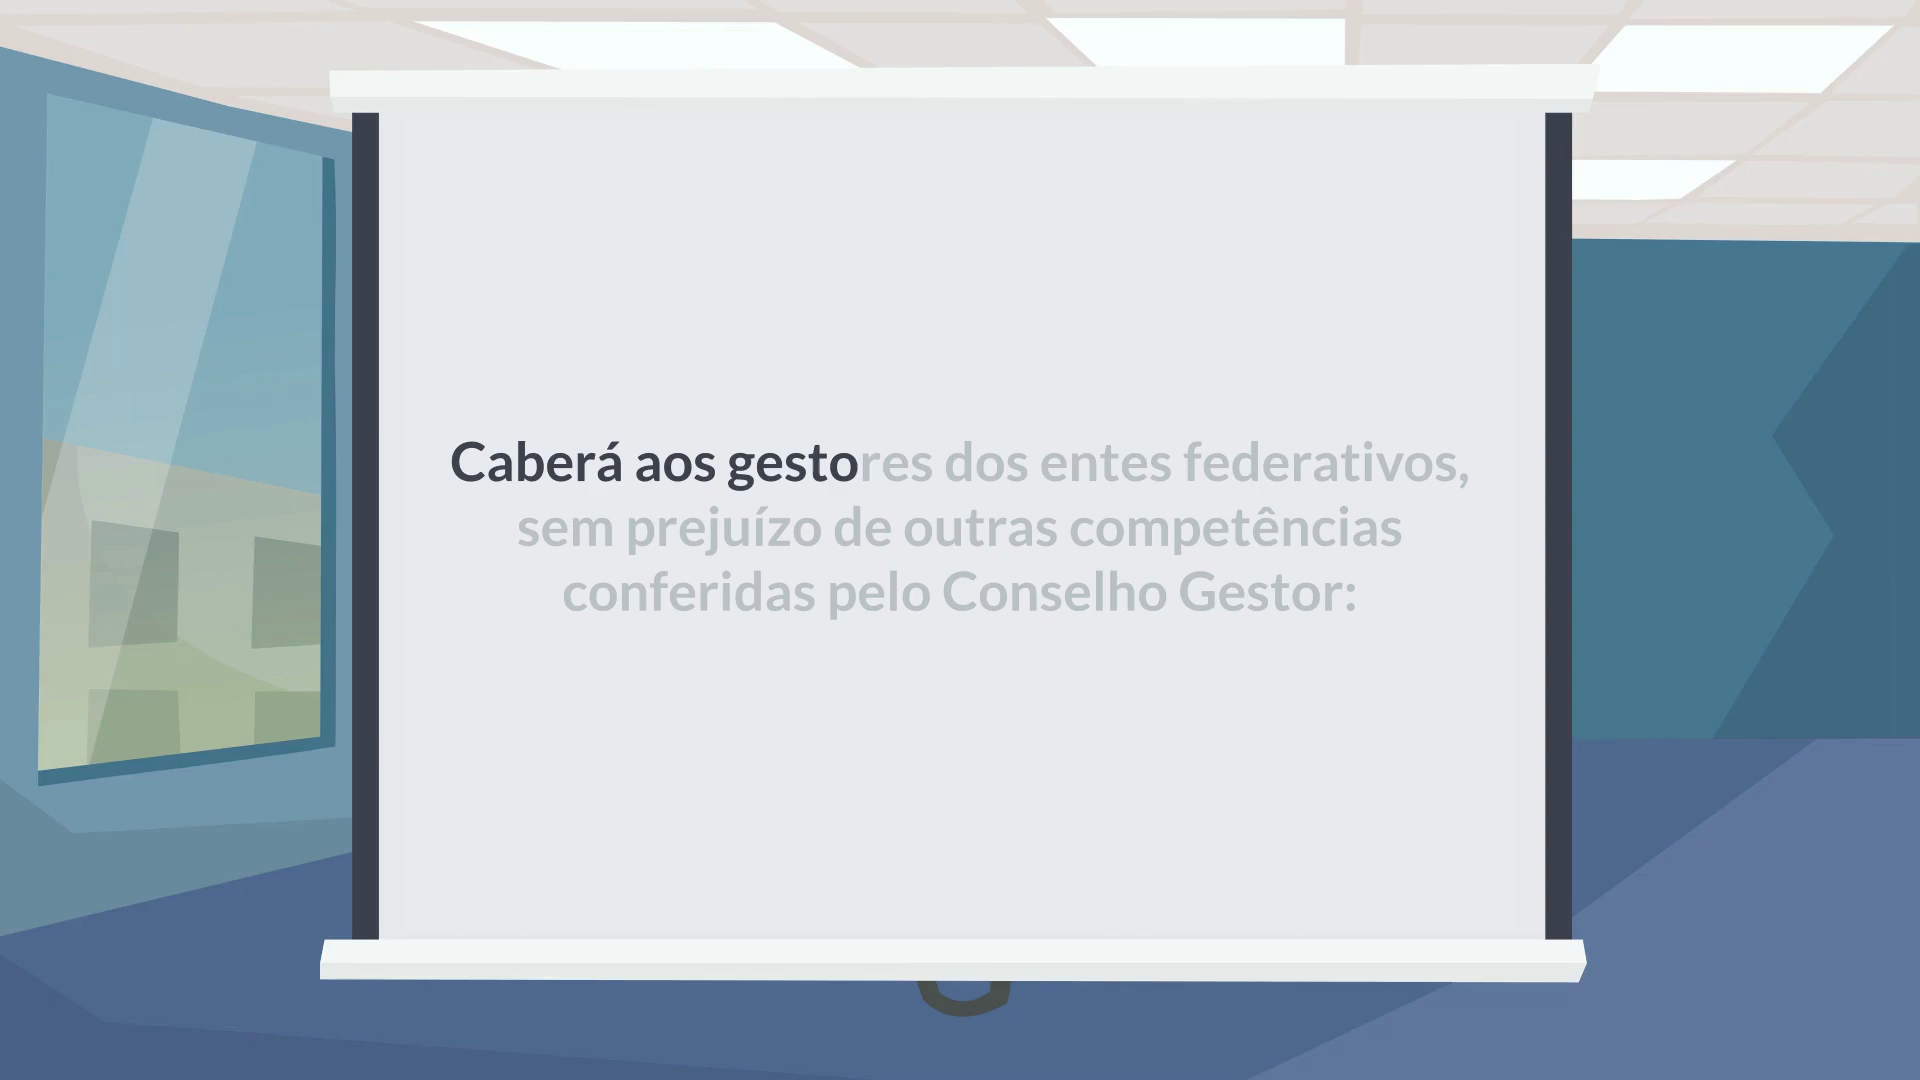 Caberá aos gestores dos entes federativos,
sem prejuízo de outras competências
conferidas pelo Conselho Gestor: